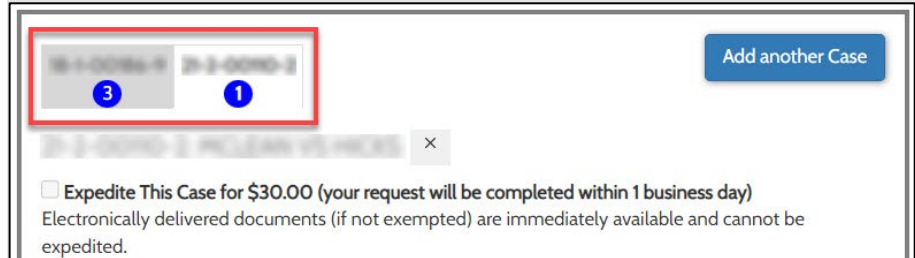 Add another Case
3 1
×
Expedite This Case for $30.00 (your request will be completed within 1 business day)
Electronically delivered documents (if not exempted) are immediately available and cannot be
expedited.